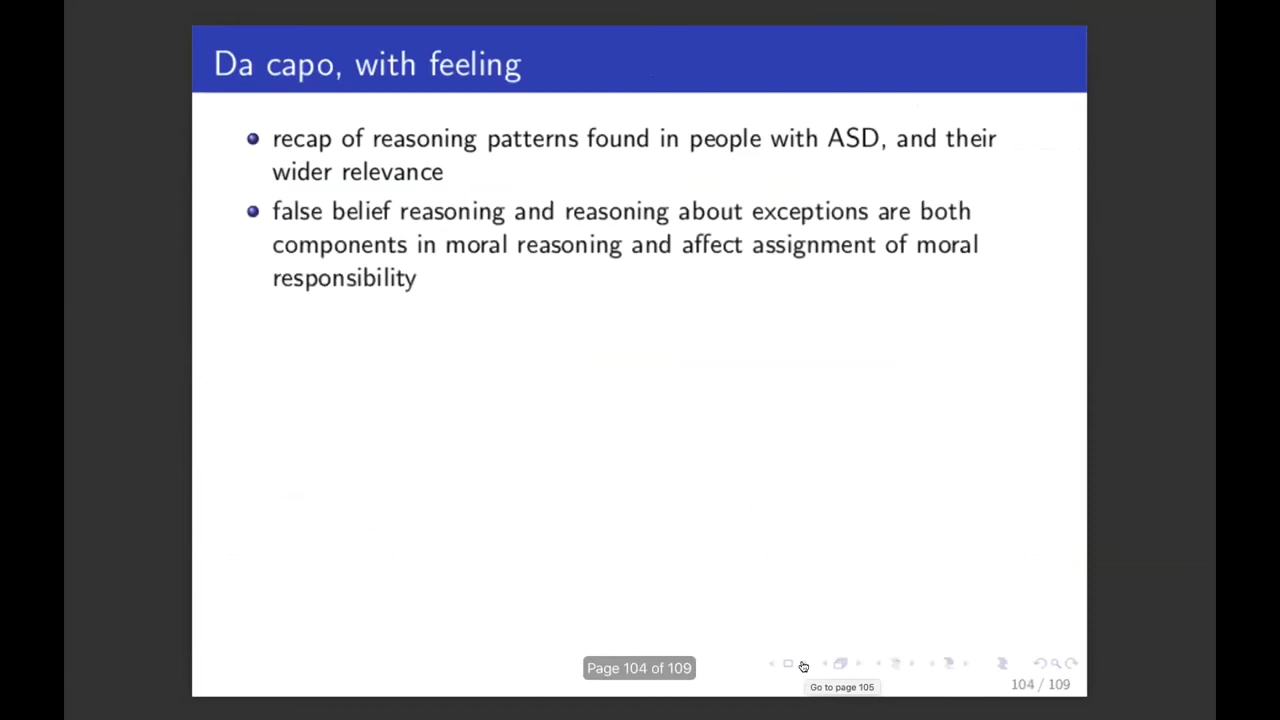 Da capo, with feeling
recap of reasoning patterns found in people with ASD, and their
wider relevance
false belief reasoning and reasoning about exceptions are both
components in moral reasoning and affect assignment of moral
responsibility
Page 104 of 109
Go to page 105
104 / 109